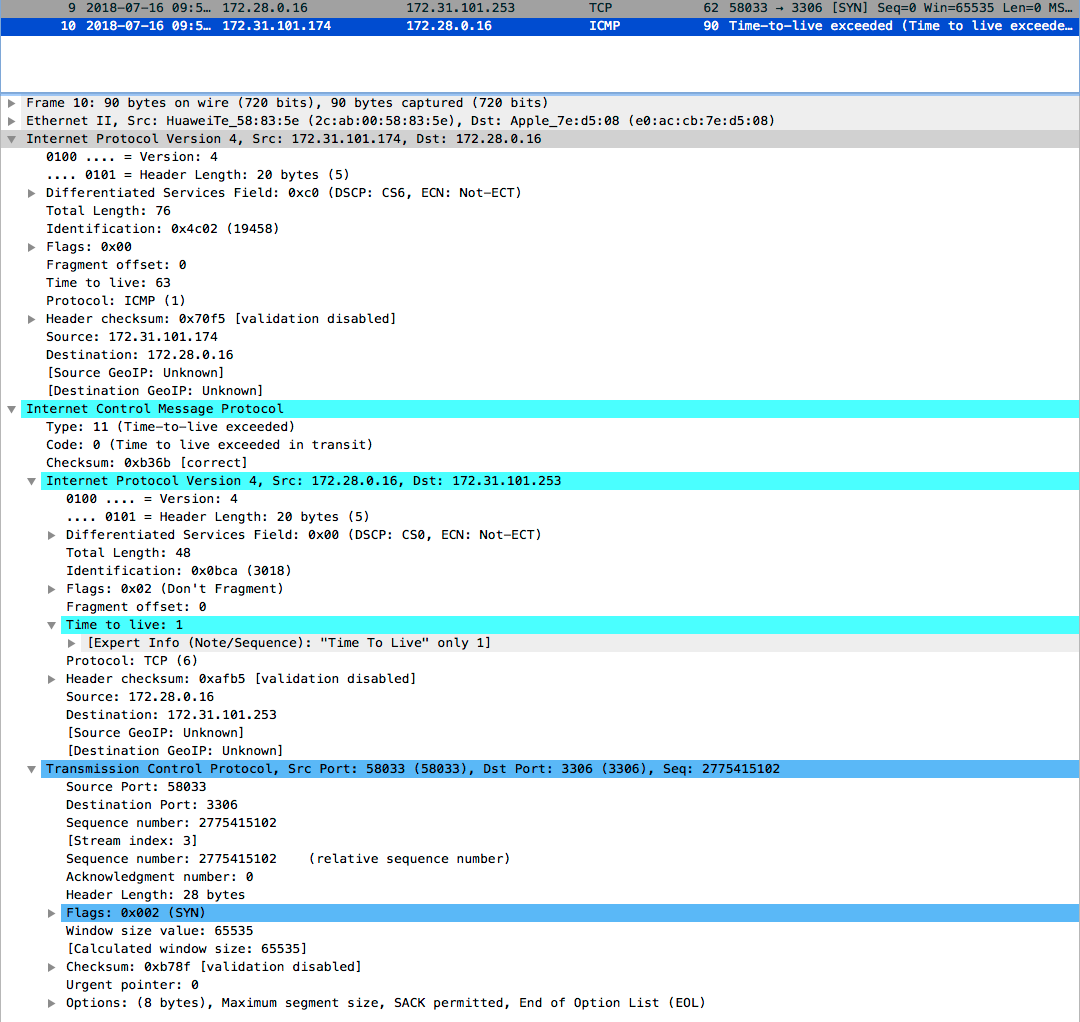 9 2018-07-16 09:5… 172.28.0.16 172.31.101.253 TCP 62 58033 → 3306 [SYN] Seq=0 Win=65535 Len=0 MS…
10 2018-07-16 09:5… 172.31.101.174 172.28.0.16 ICMP 90 Time-to-live exceeded (Time to live exceede…
Frame 10: 90 bytes on wire (720 bits), 90 bytes captured (720 bits)
Ethernet II, Src: HuaweiTe_58:83:5e (2c:ab:00:58:83:5e), Dst: Apple_7e:d5:08 (e0:ac:cb:7e:d5:08)
Internet Protocol Version 4, Src: 172.31.101.174, Dst: 172.28.0.16
0100 .... = Version: 4
.... 0101 = Header Length: 20 bytes (5)
Differentiated Services Field: 0xc0 (DSCP: CS6, ECN: Not-ECT)
Total Length: 76
Identification: 0x4c02 (19458)
Flags: 0x00
Fragment offset: 0
Time to live: 63
Protocol: ICMP (1)
Header checksum: 0x70f5 [validation disabled]
Source: 172.31.101.174
Destination: 172.28.0.16
[Source GeoIP: Unknown]
[Destination GeoIP: Unknown]
Internet Control Message Protocol
Type: 11 (Time-to-live exceeded)
Code: 0 (Time to live exceeded in transit)
Checksum: 0xb36b [correct]
Internet Protocol Version 4, Src: 172.28.0.16, Dst: 172.31.101.253
0100 .... = Version: 4
.... 0101 = Header Length: 20 bytes (5)
Differentiated Services Field: 0x00 (DSCP: CS0, ECN: Not-ECT)
Total Length: 48
Identification: 0x0bca (3018)
Flags: 0x02 (Don't Fragment)
Fragment offset: 0
Time to live: 1
[Expert Info (Note/Sequence): "Time To Live" only 1]
Protocol: TCP (6)
Header checksum: 0xafb5 [validation disabled]
Source: 172.28.0.16
Destination: 172.31.101.253
[Source GeoIP: Unknown]
[Destination GeoIP: Unknown]
Transmission Control Protocol, Src Port: 58033 (58033), Dst Port: 3306 (3306), Seq: 2775415102
Source Port: 58033
Destination Port: 3306
Sequence number: 2775415102
[Stream index: 3]
Sequence number: 2775415102 (relative sequence number)
Acknowledgment number: 0
Header Length: 28 bytes
Flags: 0x002 (SYN)
Window size value: 65535
[Calculated window size: 65535]
Checksum: 0xb78f [validation disabled]
Urgent pointer: 0
Options: (8 bytes), Maximum segment size, SACK permitted, End of Option List (EOL)